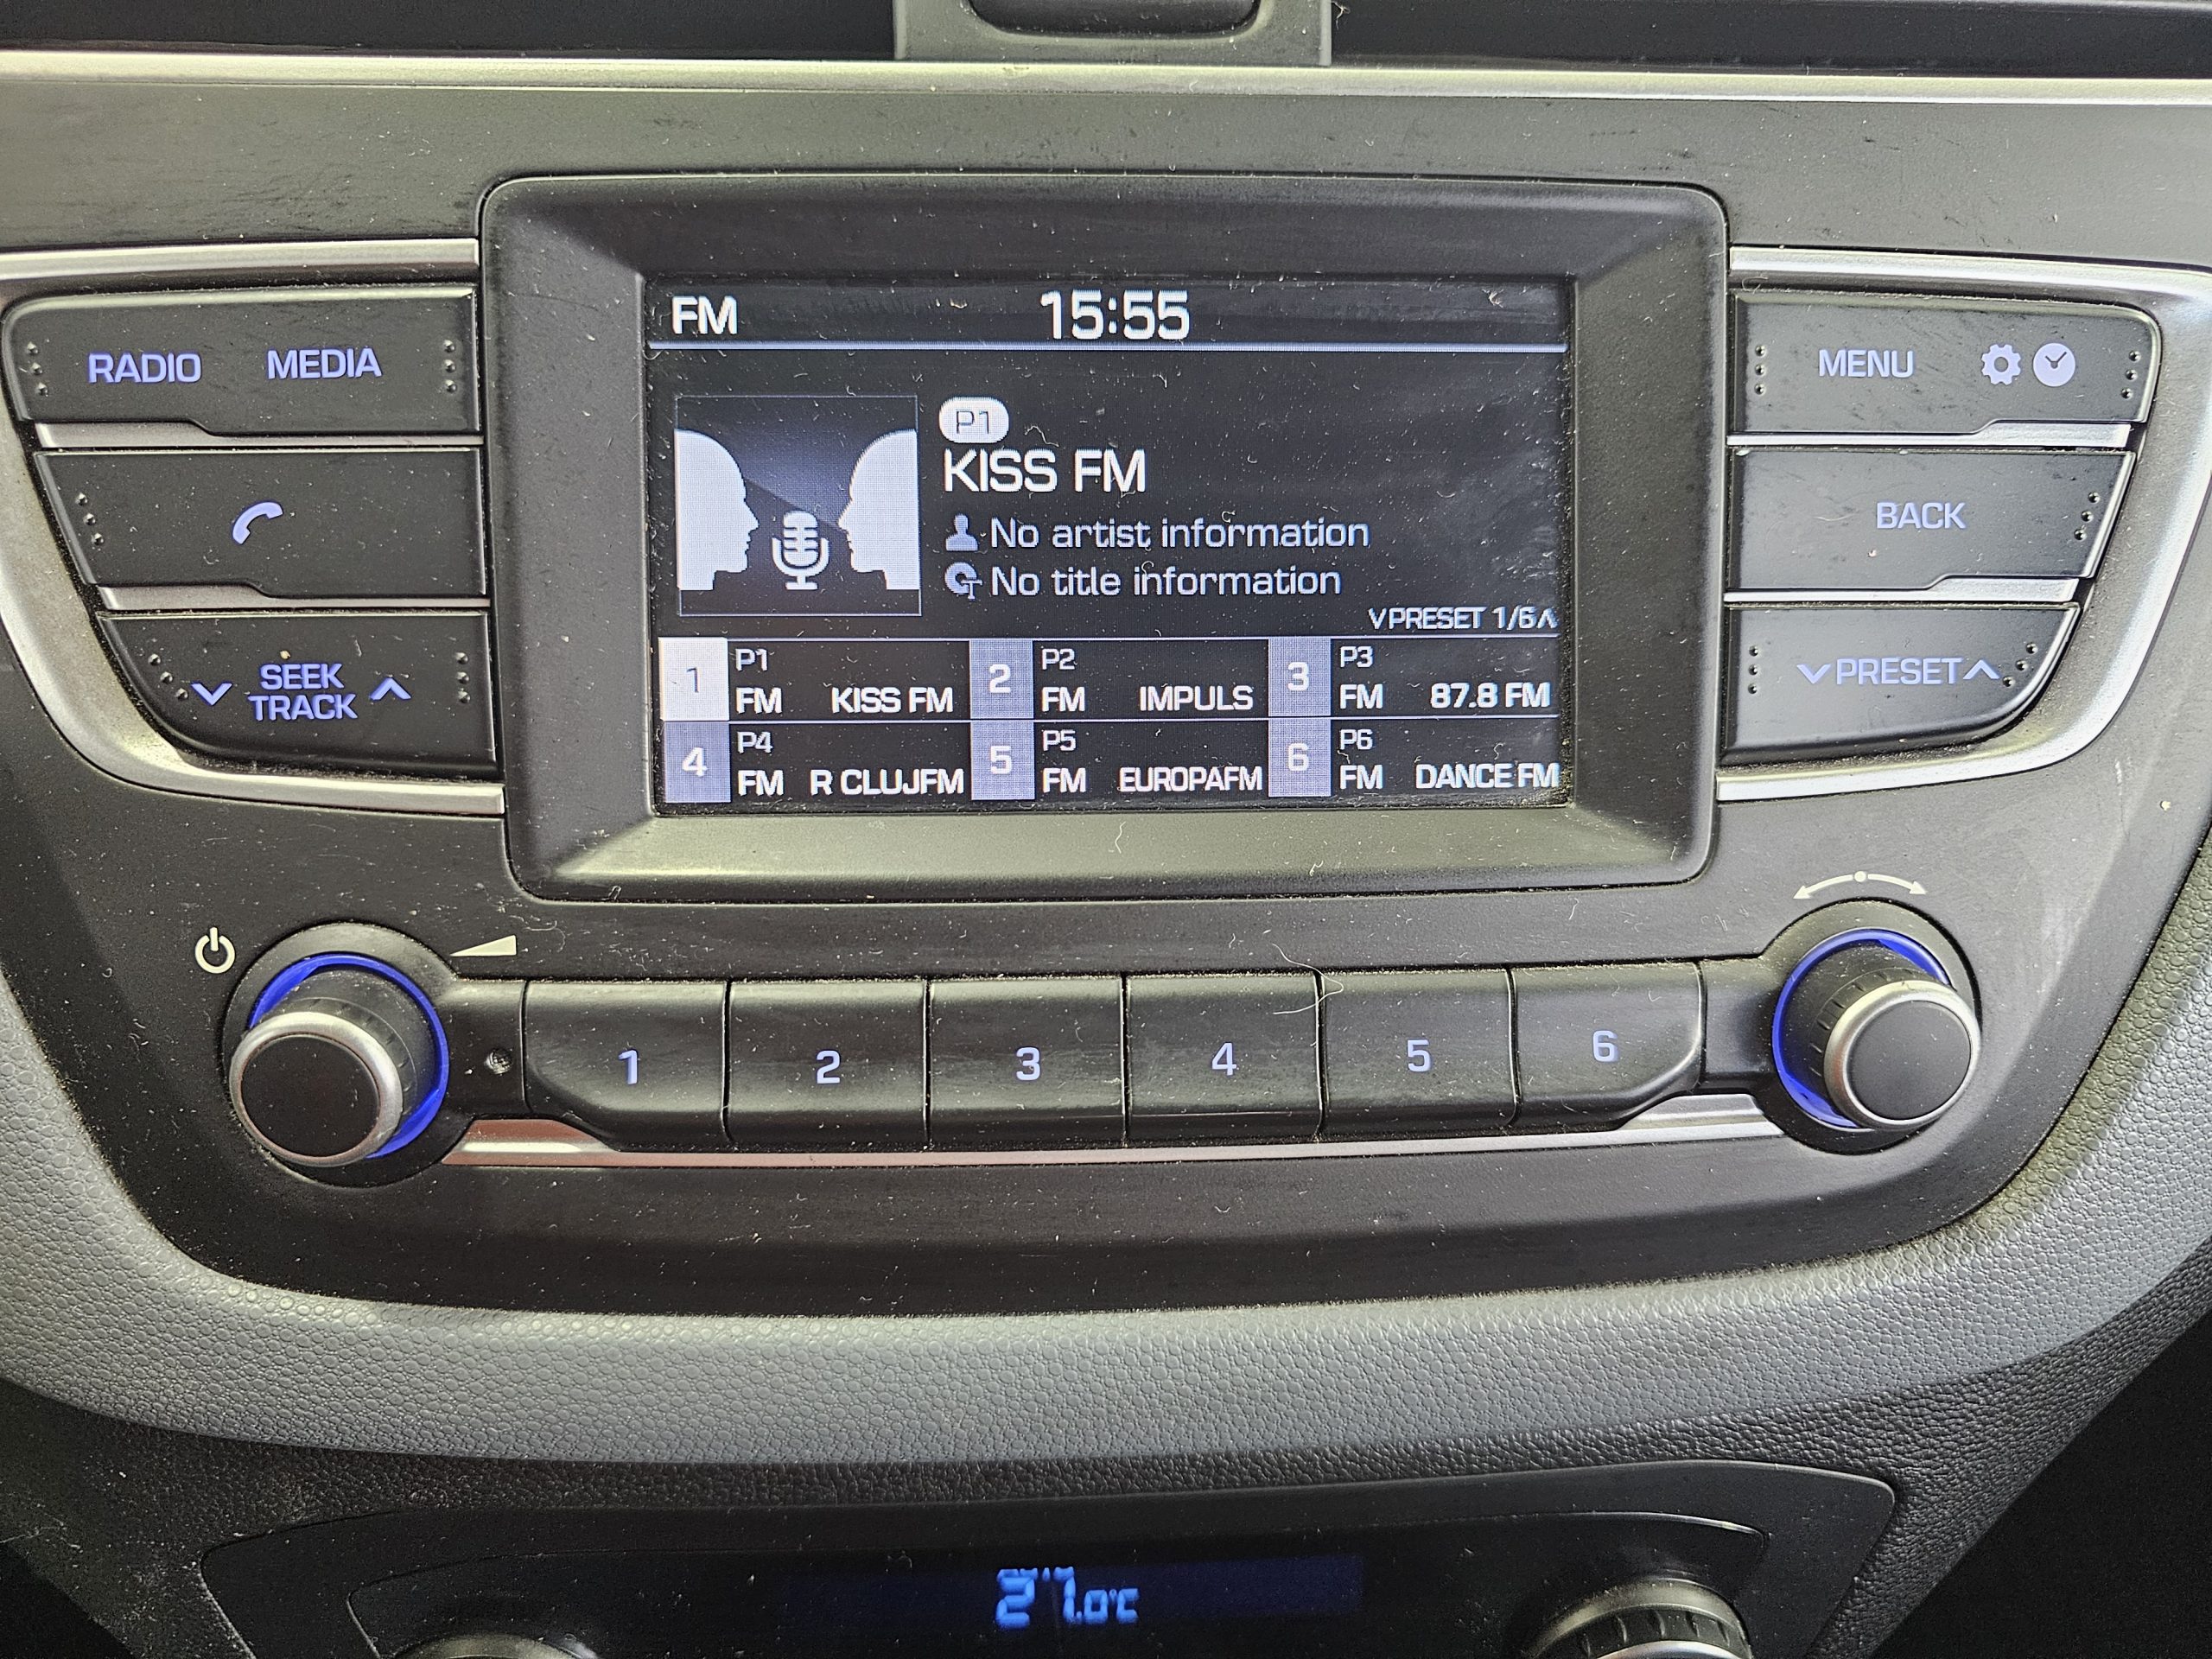 FM 15:55
RADIO MEDIA
MENU
P1
KISS FM
No artist information
No title information
BACK
SEEK
TRACK
PRESET 1/6
PRESET
1 P1 FM KISS FM
2 P2 FM IMPULS
3 P3 FM 87.8 FM
4 P4 FM R CLUJFM
5 P5 FM EUROPAFM
6 P6 FM DANCE FM
1 2 3 4 5 6
27.0°C